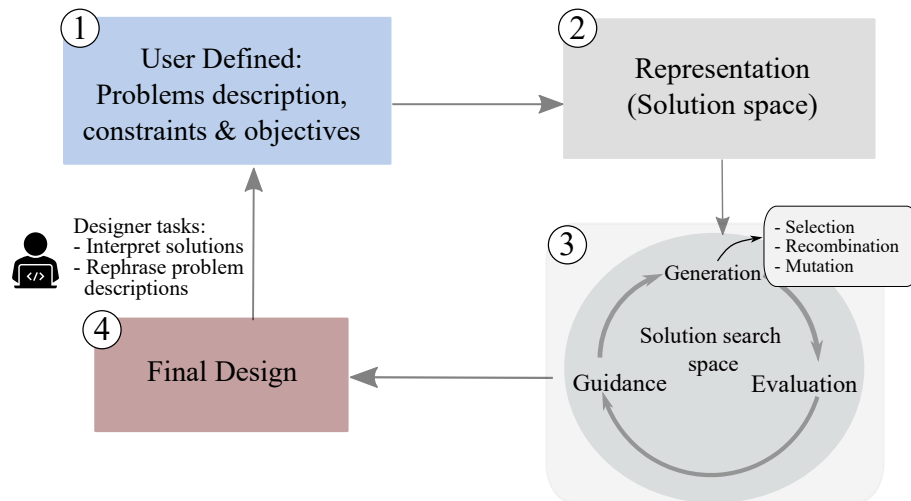 1
User Defined:
Problems description,
constraints & objectives
2
Representation
(Solution space)
Designer tasks:
- Interpret solutions
- Rephrase problem
descriptions
</>
3
- Selection
- Recombination
- Mutation
Generation
Solution search
space
Guidance
Evaluation
4
Final Design